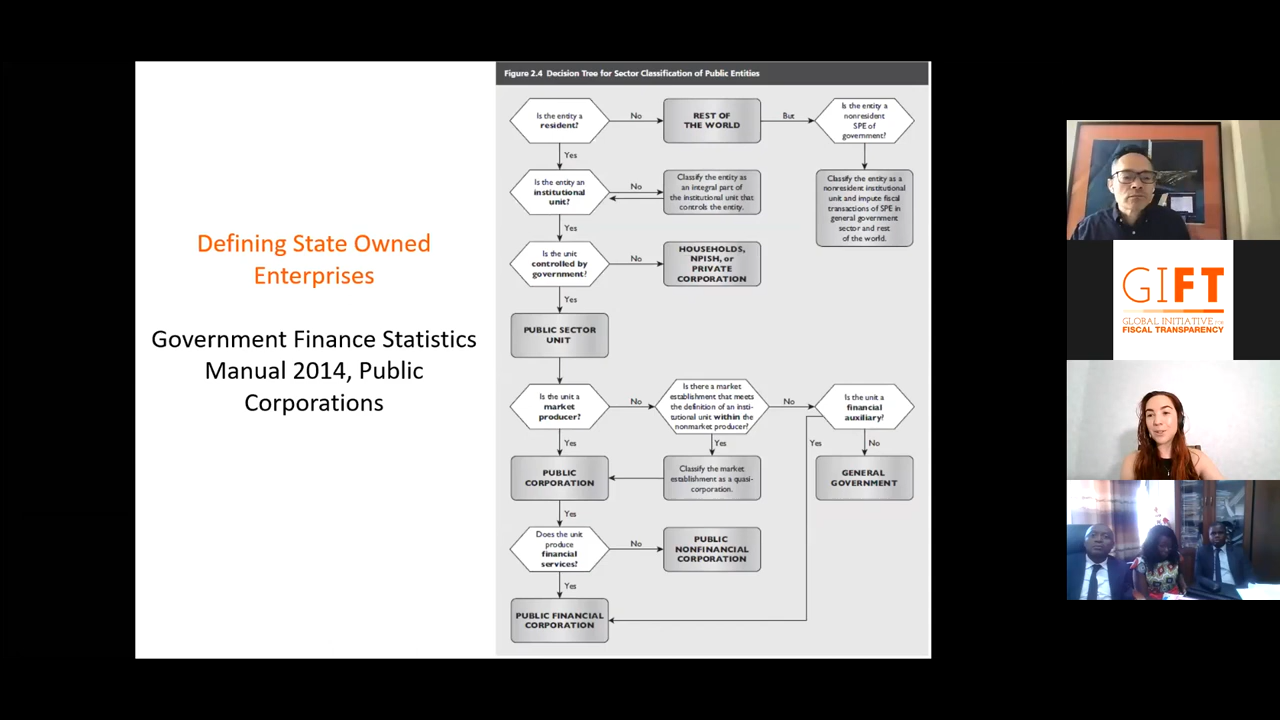 Defining State Owned
Enterprises
Government Finance Statistics
Manual 2014, Public
Corporations
Figure 2.4 Decision Tree for Sector Classification of Public Entities
Is the entity a
resident?
No
REST OF
THE WORLD
But
Is the entity a
nonresident
SPE of
government?
Yes
Is the entity an
institutional
unit?
No
Classify the entity as
an integral part of
the institutional unit that
controls the entity.
Classify the entity as a
nonresident institutional
unit and impute fiscal
transactions of SPE in
general government
sector and rest
of the world.
Yes
Is the unit
controlled by
government?
No
HOUSEHOLDS,
NPISH, or
PRIVATE
CORPORATION
Yes
PUBLIC SECTOR
UNIT
Is the unit a
market
producer?
No
Is there a market
establishment that meets
the definition of an insti-
tutional unit within the
nonmarket producer?
No
Is the unit a
financial
auxiliary?
Yes
Yes
Yes
No
PUBLIC
CORPORATION
Classify the market
establishment as a quasi-
corporation.
GENERAL
GOVERNMENT
Yes
Does the unit
produce
financial
services?
No
PUBLIC
NONFINANCIAL
CORPORATION
Yes
PUBLIC FINANCIAL
CORPORATION
GIFT
GLOBAL INITIATIVE FOR
FISCAL TRANSPARENCY